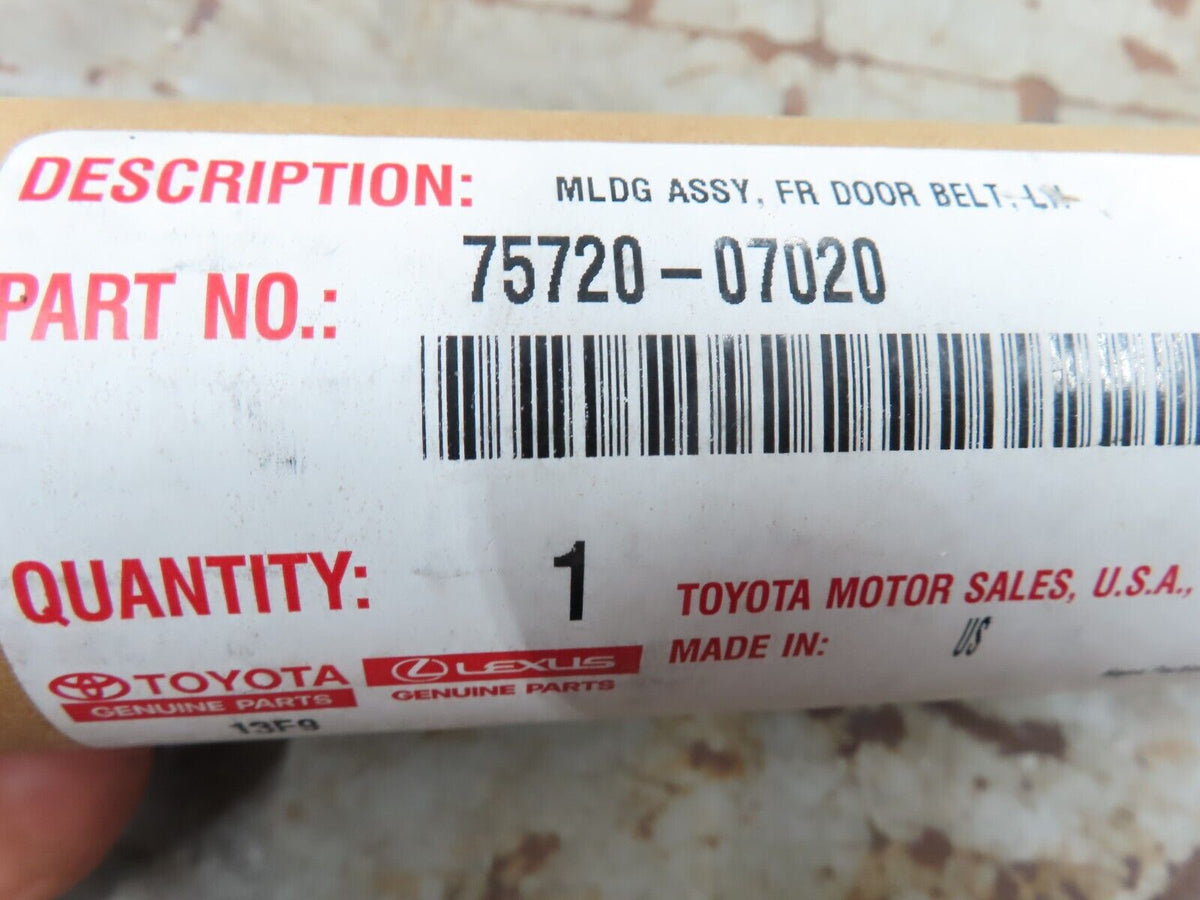 DESCRIPTION: MLDG ASSY, FR DOOR BELT,
PART NO.: 75720-07020
QUANTITY: 1
TOYOTA MOTOR SALES, U.S.A.,
MADE IN: US
TOYOTA
GENUINE PARTS
LEXUS
GENUINE PARTS
13F9